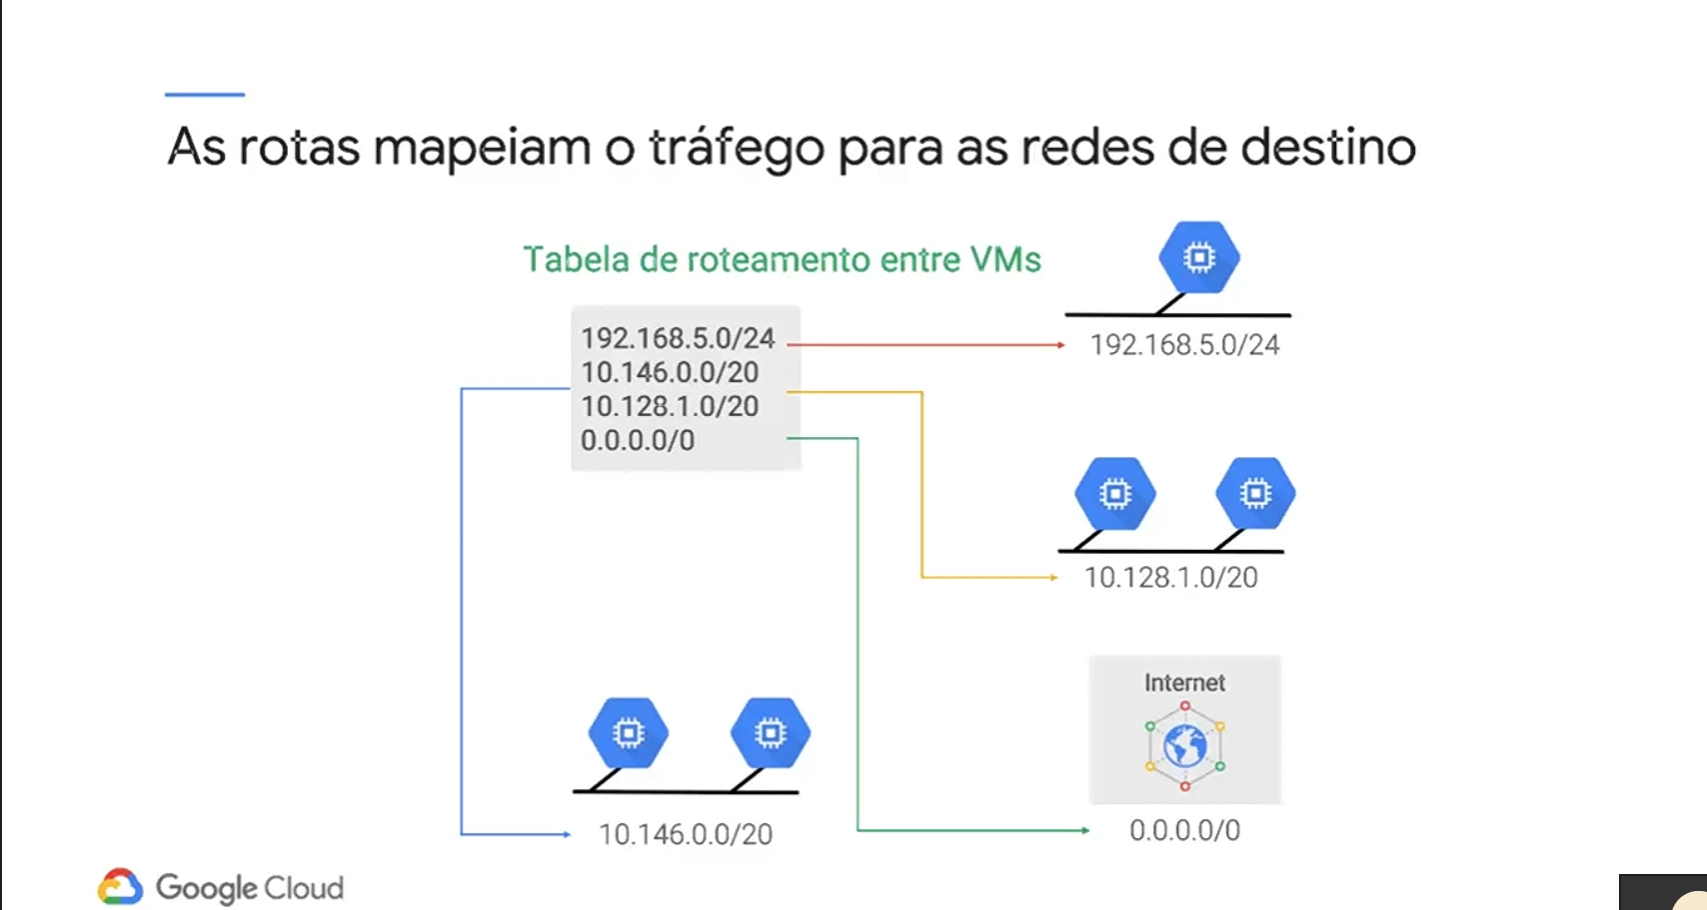 As rotas mapeiam o tráfego para as redes de destino
Tabela de roteamento entre VMs
192.168.5.0/24
10.146.0.0/20
10.128.1.0/20
0.0.0.0/0
192.168.5.0/24
10.128.1.0/20
Internet
0.0.0.0/0
10.146.0.0/20
Google Cloud